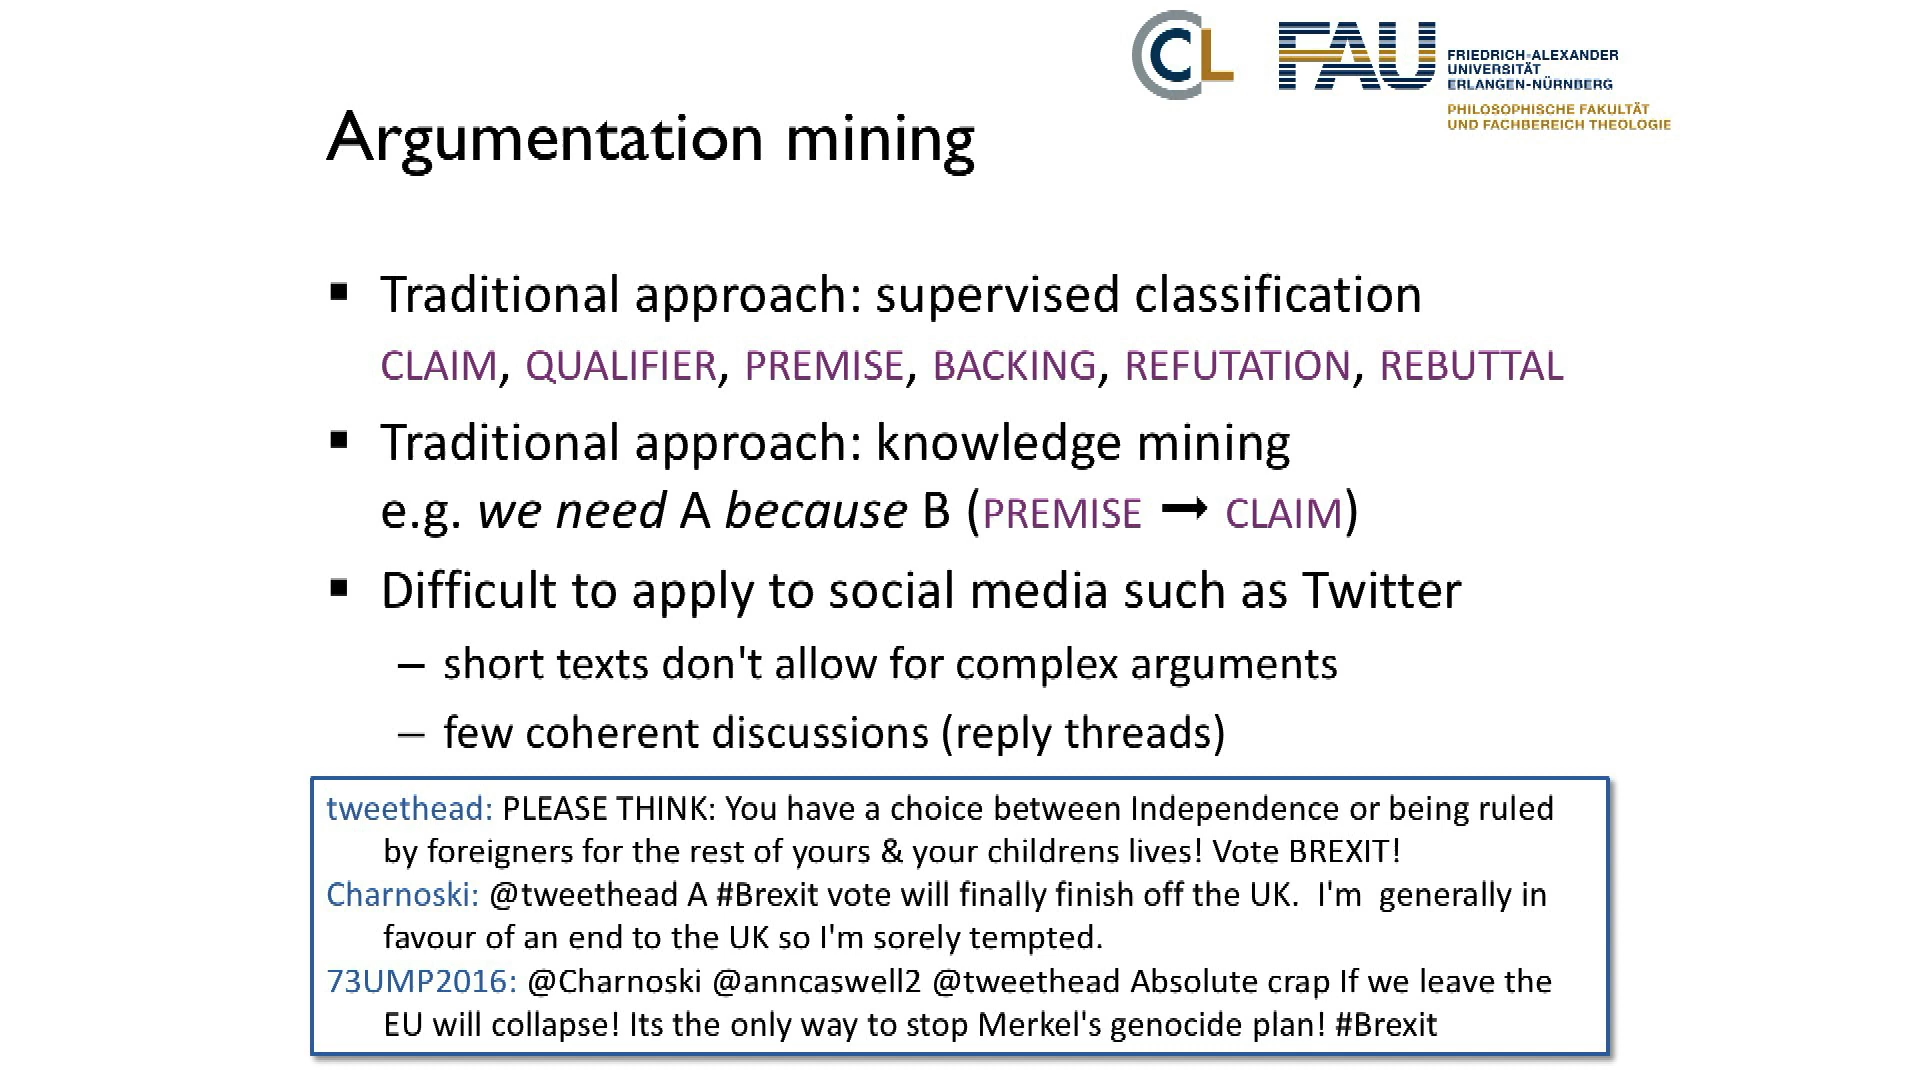 CL FAU FRIEDRICH-ALEXANDER
UNIVERSITÄT
ERLANGEN-NÜRNBERG
PHILOSOPHISCHE FAKULTÄT
UND FACHBEREICH THEOLOGIE
Argumentation mining
▪ Traditional approach: supervised classification
CLAIM, QUALIFIER, PREMISE, BACKING, REFUTATION, REBUTTAL
▪ Traditional approach: knowledge mining
e.g. we need A because B (PREMISE ➞ CLAIM)
▪ Difficult to apply to social media such as Twitter
– short texts don't allow for complex arguments
– few coherent discussions (reply threads)
tweethead: PLEASE THINK: You have a choice between Independence or being ruled
by foreigners for the rest of yours & your childrens lives! Vote BREXIT!
Charnoski: @tweethead A #Brexit vote will finally finish off the UK.  I'm  generally in
favour of an end to the UK so I'm sorely tempted.
73UMP2016: @Charnoski @anncaswell2 @tweethead Absolute crap If we leave the
EU will collapse! Its the only way to stop Merkel's genocide plan! #Brexit